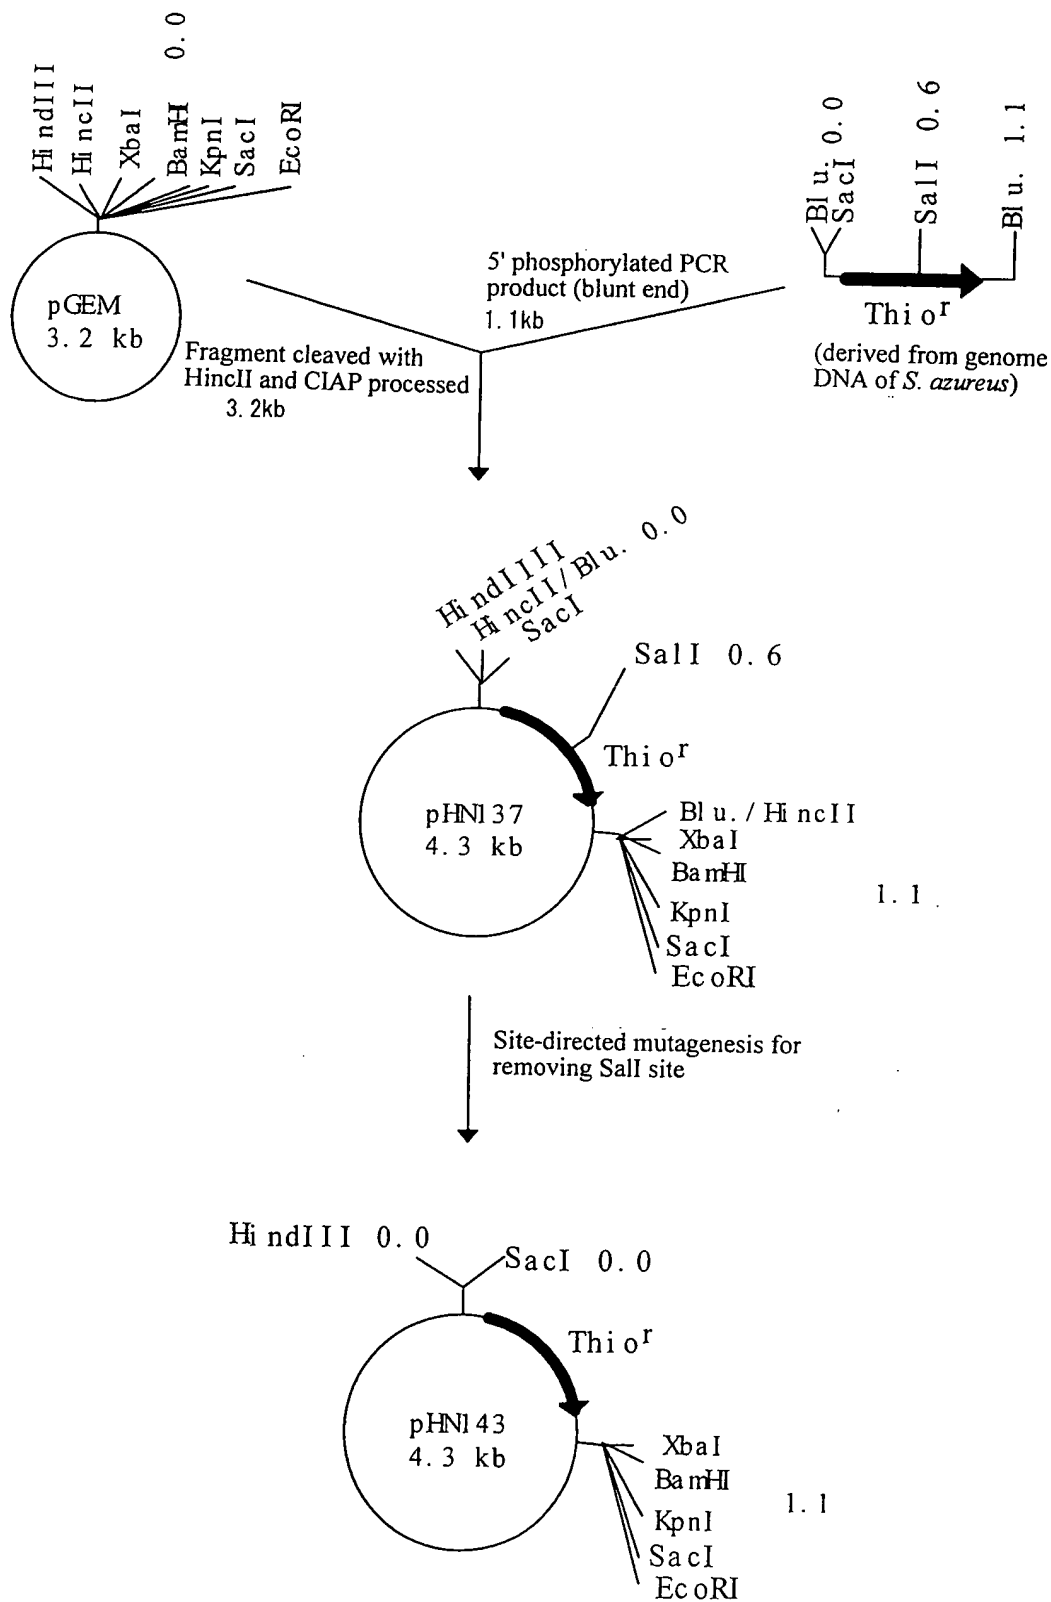 HindIII
HincII
XbaI
BamHI 0.0
KpnI
SacI
EcoRI
pGEM
3.2 kb
Fragment cleaved with
HincII and CIAP processed
3.2kb
5' phosphorylated PCR
product (blunt end)
1.1kb
Blu. 0.0
SacI
SalI 0.6
Blu. 1.1
Thio^r
(derived from genome
DNA of S. azureus)
HindIIII
HincII/Blu. 0.0
SacI
SalI 0.6
Thio^r
pHN137
4.3 kb
Blu./HincII
XbaI
BamHI
1.1
KpnI
SacI
EcoRI
Site-directed mutagenesis for
removing SalI site
HindIII 0.0
SacI 0.0
Thio^r
pHN143
4.3 kb
XbaI
BamHI
1.1
KpnI
SacI
EcoRI